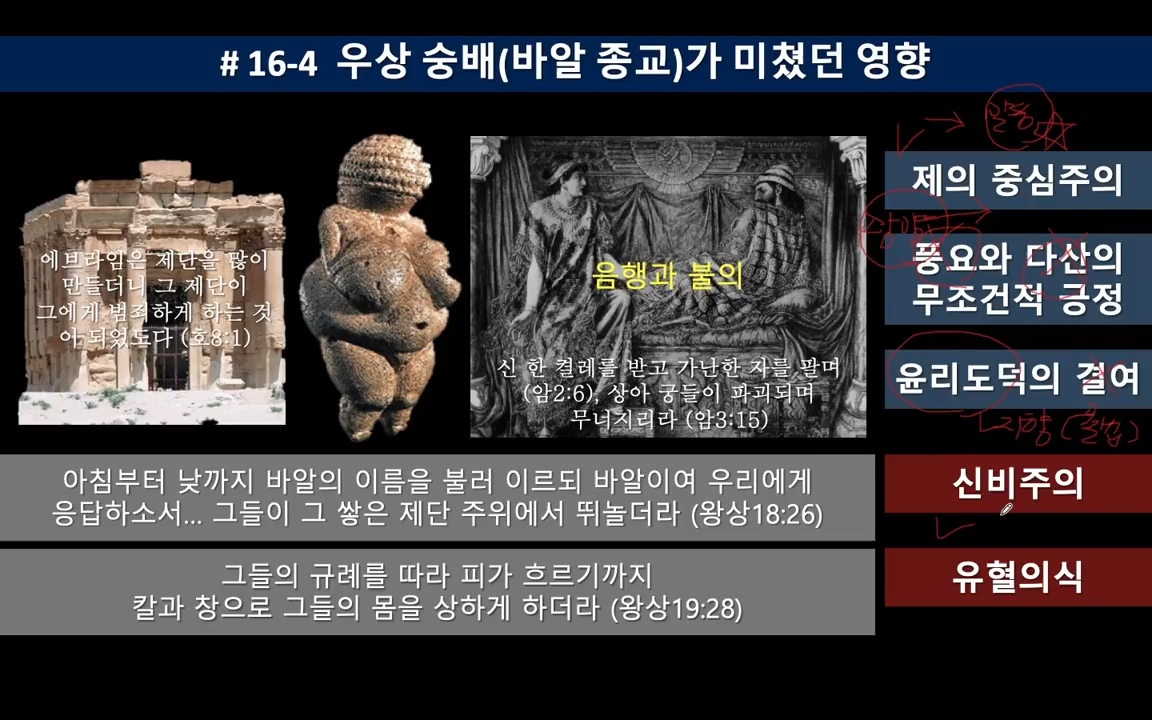 # 16-4 우상 숭배(바알 종교)가 미쳤던 영향
에브라임은 제단을 많이
만들더니 그 제단이
그에게 범죄하게 하는 것
아 되었도다 (호8:1)
음행과 불의
신 한 켤레를 받고 가난한 자를 팔며
(암2:6), 상아 궁들이 파괴되며
무너지리라 (암3:15)
제의 중심주의
풍요와 다산의
무조건적 긍정
윤리도덕의 결여
아침부터 낮까지 바알의 이름을 불러 이르되 바알이여 우리에게
응답하소서... 그들이 그 쌓은 제단 주위에서 뛰놀더라 (왕상18:26)
신비주의
그들의 규례를 따라 피가 흐르기까지
칼과 창으로 그들의 몸을 상하게 하더라 (왕상19:28)
유혈의식